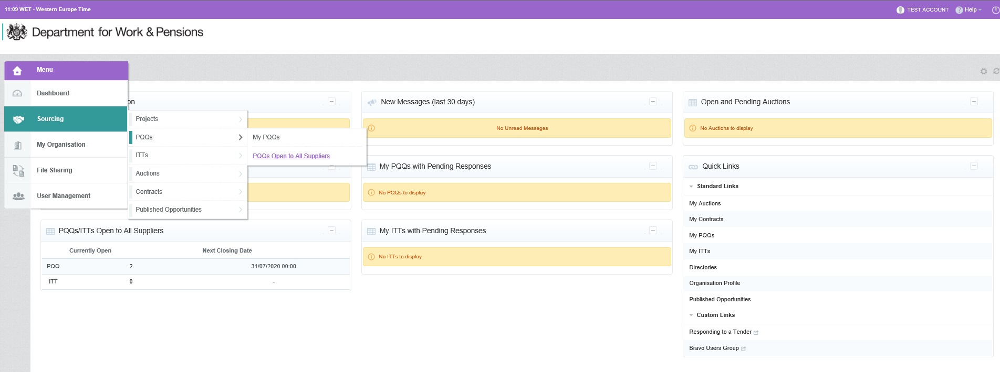 11:09 WET - Western Europe Time
TEST ACCOUNT
Help
Department for Work & Pensions
Menu
Dashboard
Sourcing
My Organisation
File Sharing
User Management
Projects
PQQs
ITTs
Auctions
Contracts
Published Opportunities
My PQQs
PQQs Open to All Suppliers
on
New Messages (last 30 days)
No Unread Messages
Open and Pending Auctions
No Auctions to display
My PQQs with Pending Responses
No PQQs to display
Quick Links
Standard Links
My Auctions
My Contracts
My PQQs
My ITTs
Directories
Organisation Profile
Published Opportunities
Custom Links
Responding to a Tender
Bravo Users Group
PQQs/ITTs Open to All Suppliers
Currently Open Next Closing Date
PQQ 2 31/07/2020 00:00
ITT 0 -
My ITTs with Pending Responses
No ITTs to display